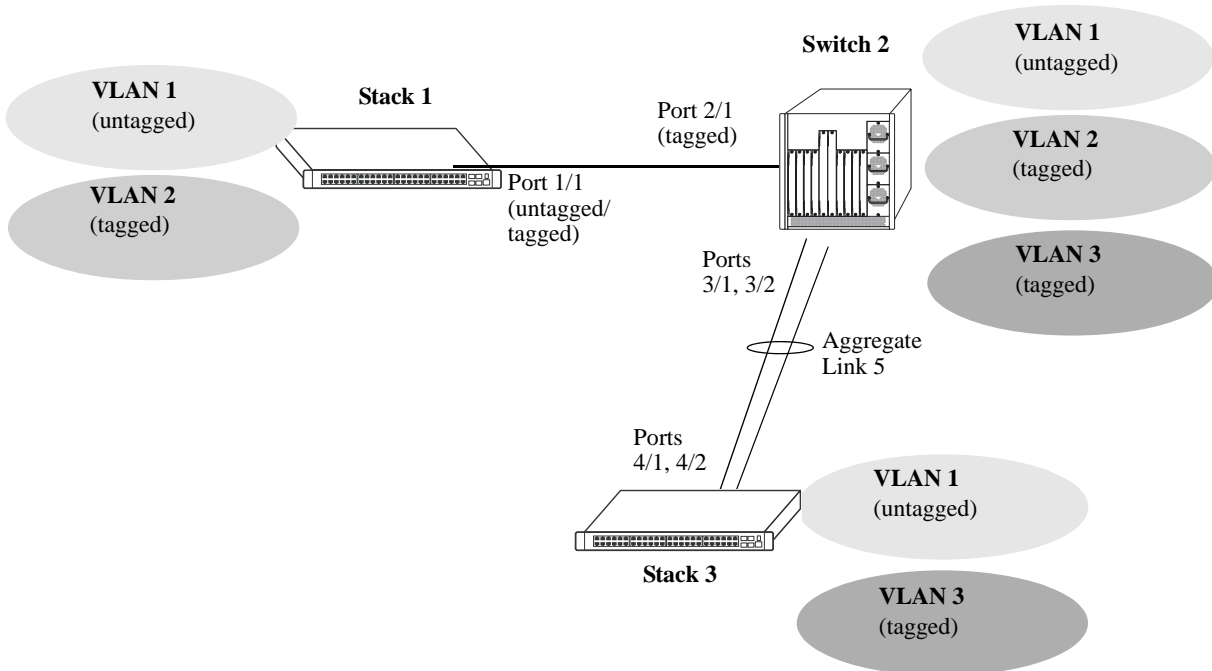 VLAN 1
(untagged)
VLAN 2
(tagged)
Stack 1
Port 1/1
(untagged/
tagged)
Port 2/1
(tagged)
Switch 2
VLAN 1
(untagged)
VLAN 2
(tagged)
VLAN 3
(tagged)
Ports
3/1, 3/2
Aggregate
Link 5
Ports
4/1, 4/2
Stack 3
VLAN 1
(untagged)
VLAN 3
(tagged)